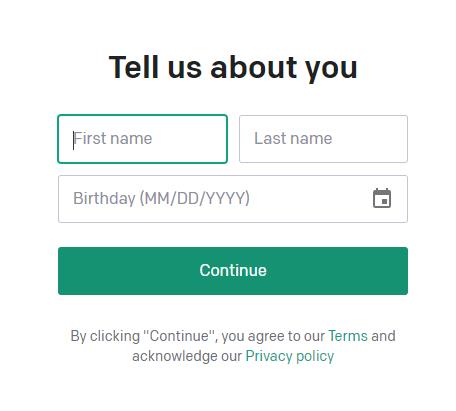 Tell us about you
First name
Last name
Birthday (MM/DD/YYYY)
Continue
By clicking "Continue", you agree to our Terms and
acknowledge our Privacy policy